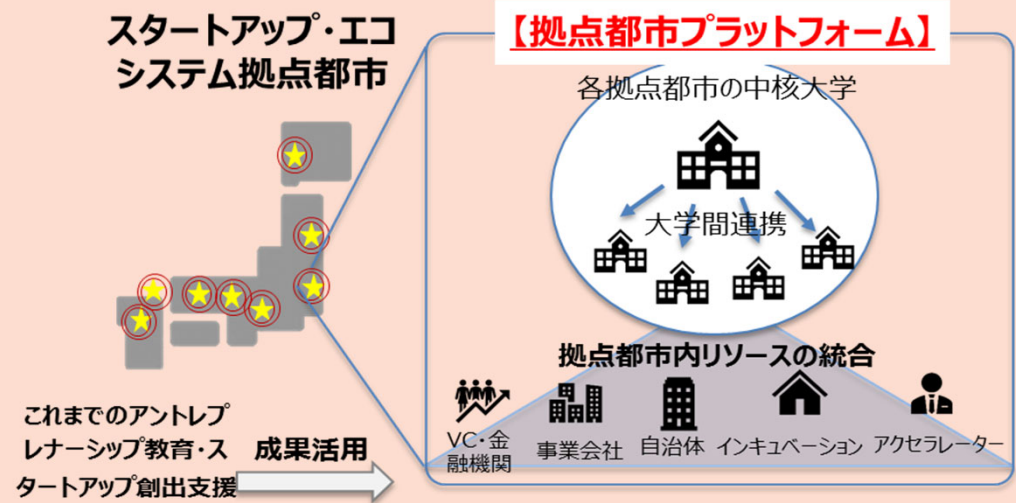 スタートアップ・エコ
システム拠点都市
【拠点都市プラットフォーム】
各拠点都市の中核大学
大学間連携
拠点都市内リソースの統合
VC・金
融機関
事業会社
自治体
インキュベーション
アクセラレーター
これまでのアントレプ
レナーシップ教育・ス
タートアップ創出支援
成果活用